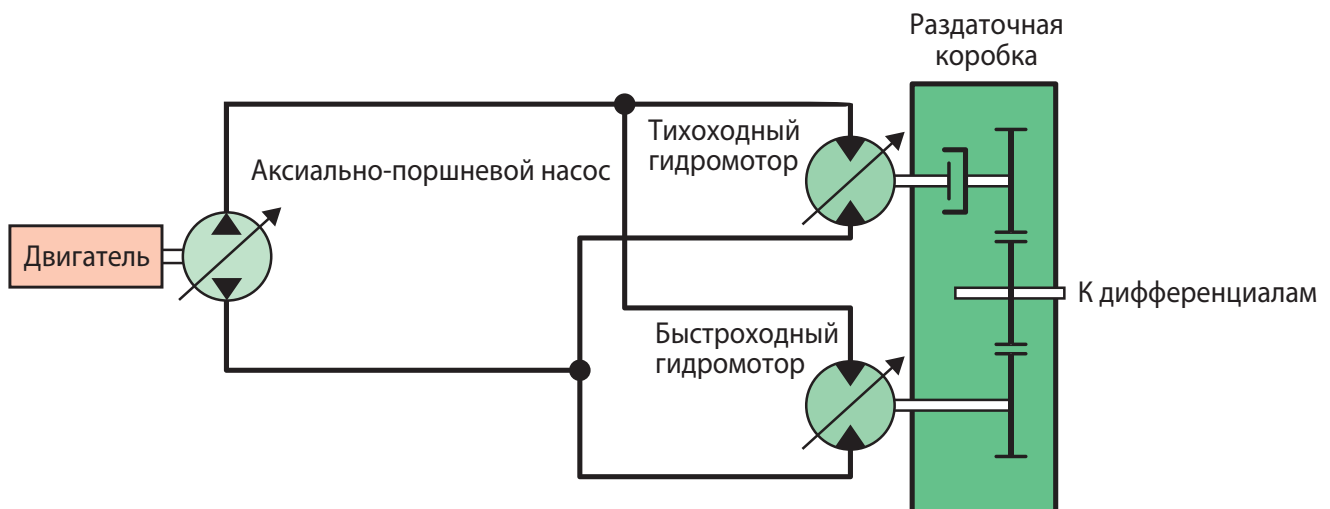 Раздаточная
коробка
Тихоходный
гидромотор
Аксиально-поршневой насос
Двигатель
К дифференциалам
Быстроходный
гидромотор